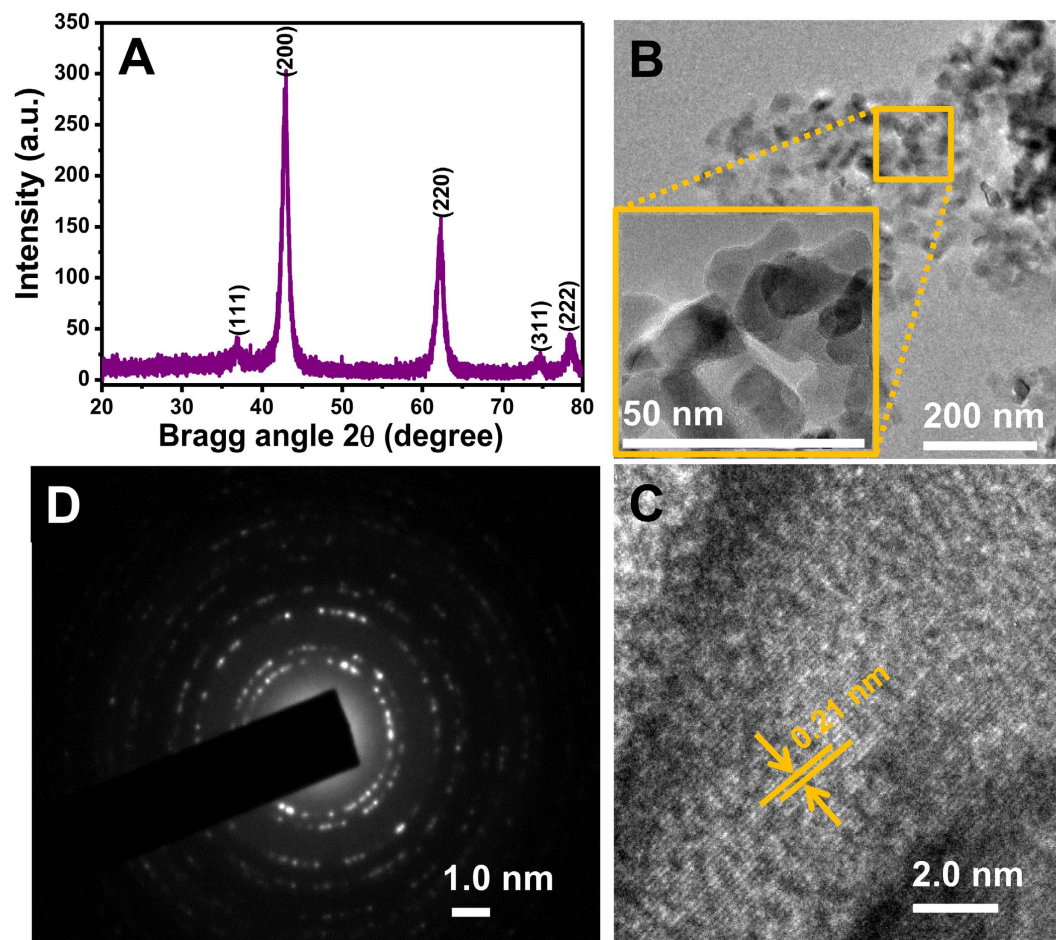 A
350
300
250
200
150
100
50
0
Intensity (a.u.)
(111)
(200)
(220)
(311)
(222)
20 30 40 50 60 70 80
Bragg angle 2θ (degree)
B
50 nm
200 nm
D
1.0 nm
C
0.21 nm
2.0 nm